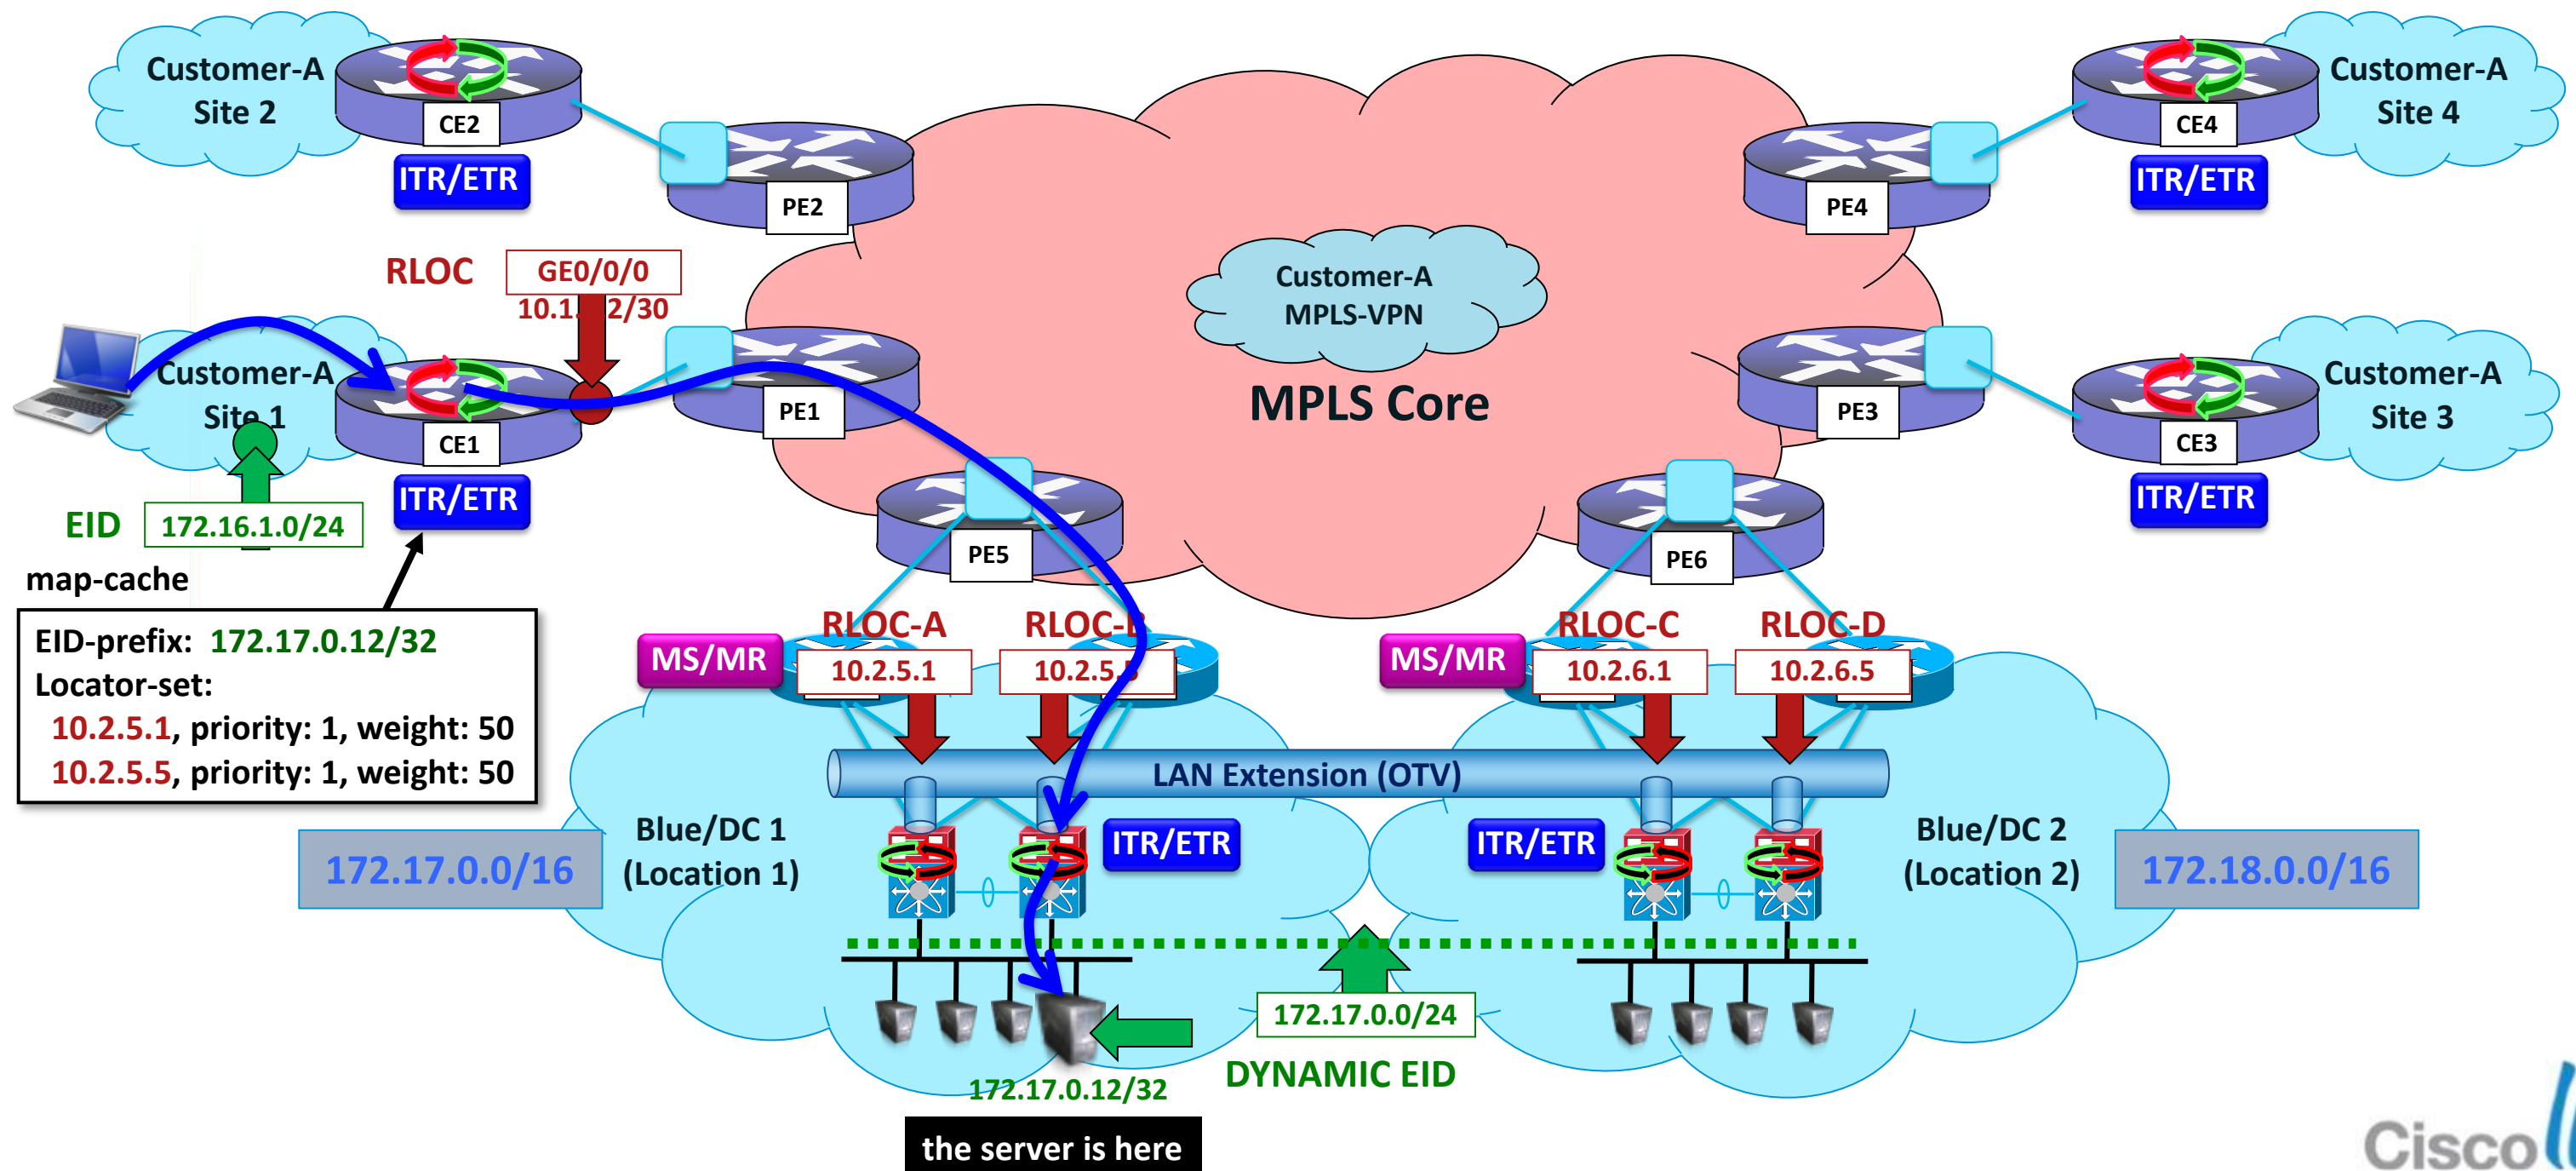 Customer-A
Site 2
CE2
ITR/ETR
PE2
Customer-A
Site 4
CE4
ITR/ETR
PE4
RLOC
GE0/0/0
10.1. 2/30
Customer-A
MPLS-VPN
MPLS Core
Customer-A
Site 1
CE1
ITR/ETR
PE1
PE3
Customer-A
Site 3
CE3
ITR/ETR
EID
172.16.1.0/24
PE5
PE6
map-cache
EID-prefix: 172.17.0.12/32
Locator-set:
10.2.5.1, priority: 1, weight: 50
10.2.5.5, priority: 1, weight: 50
MS/MR
RLOC-A
10.2.5.1
RLOC-B
10.2.5.5
MS/MR
RLOC-C
10.2.6.1
RLOC-D
10.2.6.5
LAN Extension (OTV)
172.17.0.0/16
Blue/DC 1
(Location 1)
ITR/ETR
ITR/ETR
Blue/DC 2
(Location 2)
172.18.0.0/16
172.17.0.0/24
DYNAMIC EID
172.17.0.12/32
the server is here
Cisco